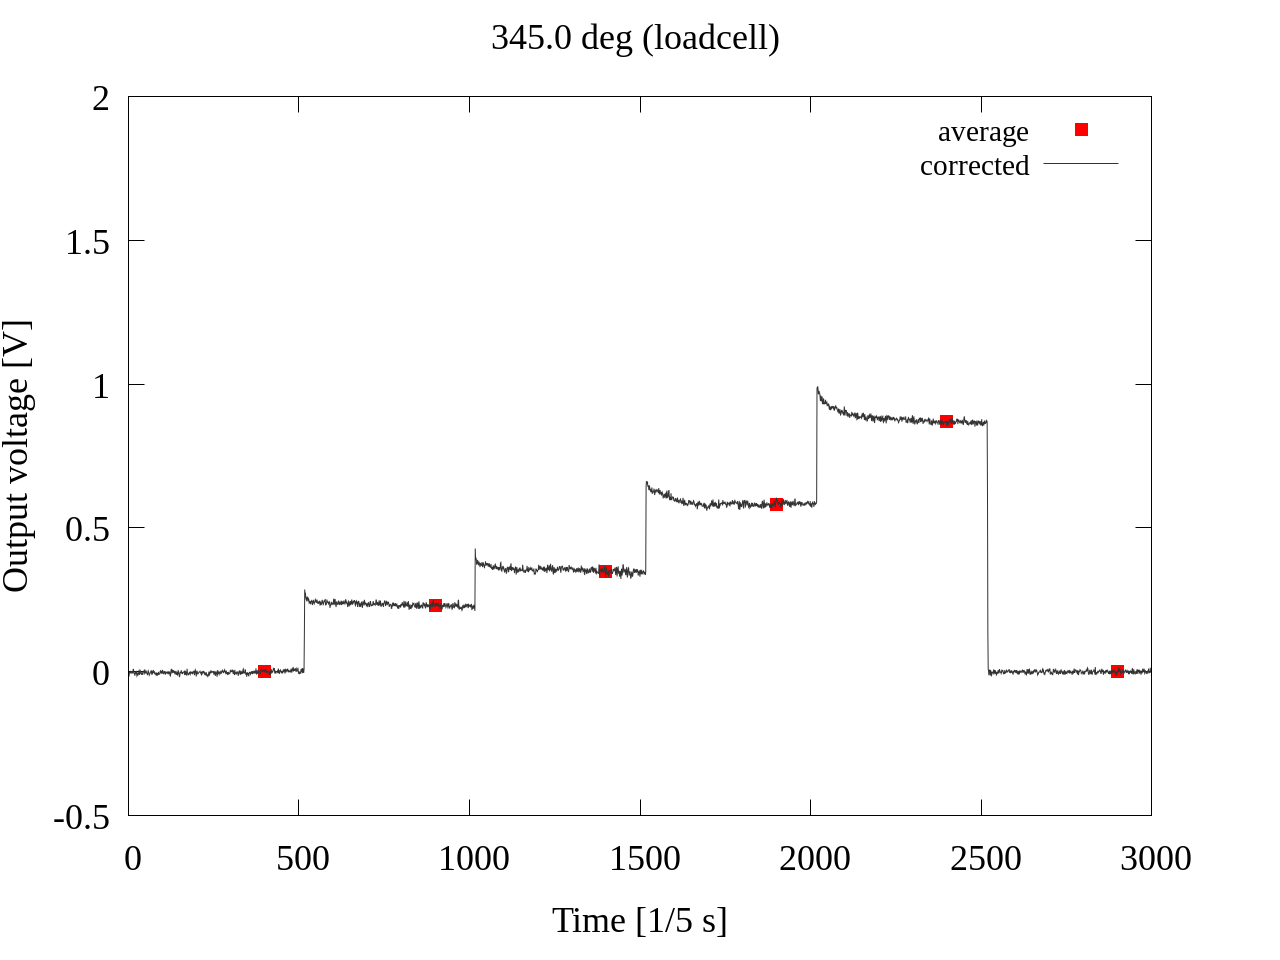 345.0 deg (loadcell)
average
corrected
2
1.5
1
0.5
0
-0.5
Output voltage [V]
0 500 1000 1500 2000 2500 3000
Time [1/5 s]